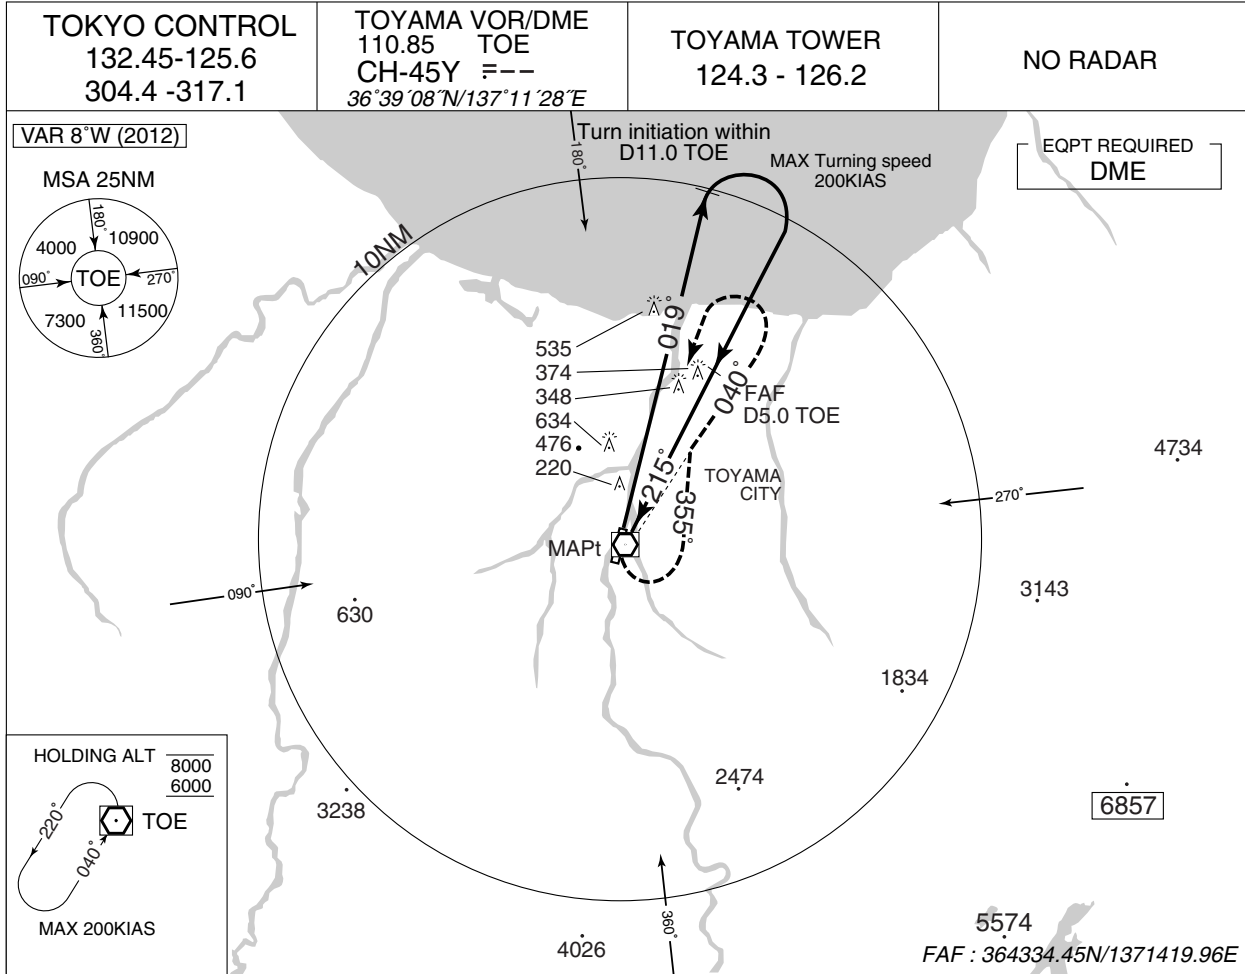 TOKYO CONTROL
132.45-125.6
304.4 -317.1
TOYAMA VOR/DME
110.85 TOE
CH-45Y
36°39´08˝N/137°11´28˝E
TOYAMA TOWER
124.3 - 126.2
NO RADAR
VAR 8°W (2012)
MSA 25NM
180°
4000
10900
090°
TOE
270°
7300
11500
360°
180°
Turn initiation within
D11.0 TOE
MAX Turning speed
200KIAS
EQPT REQUIRED
DME
10NM
019°
535
374
348
634
476
220
040°
FAF
D5.0 TOE
215°
TOYAMA
CITY
355°
MAPt
4734
270°
090°
630
3143
1834
2474
3238
6857
360°
4026
5574
HOLDING ALT
8000
6000
220°
040°
TOE
MAX 200KIAS
FAF : 364334.45N/1371419.96E